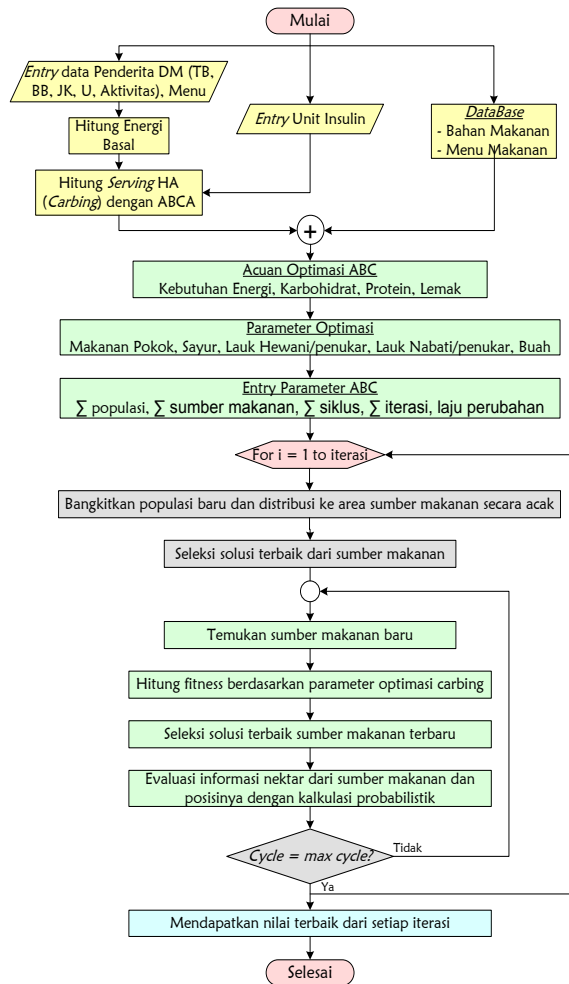 Mulai
Entry data Penderita DM (TB,
BB, JK, U, Aktivitas), Menu
Hitung Energi
Basal
Hitung Serving HA
(Carbing) dengan ABCA
Entry Unit Insulin
DataBase
- Bahan Makanan
- Menu Makanan
+
Acuan Optimasi ABC
Kebutuhan Energi, Karbohidrat, Protein, Lemak
Parameter Optimasi
Makanan Pokok, Sayur, Lauk Hewani/penukar, Lauk Nabati/penukar, Buah
Entry Parameter ABC
∑ populasi, ∑ sumber makanan, ∑ siklus, ∑ iterasi, laju perubahan
For i = 1 to iterasi
Bangkitkan populasi baru dan distribusi ke area sumber makanan secara acak
Seleksi solusi terbaik dari sumber makanan
Temukan sumber makanan baru
Hitung fitness berdasarkan parameter optimasi carbing
Seleksi solusi terbaik sumber makanan terbaru
Evaluasi informasi nektar dari sumber makanan dan
posisinya dengan kalkulasi probabilistik
Cycle = max cycle?
Tidak
Ya
Mendapatkan nilai terbaik dari setiap iterasi
Selesai